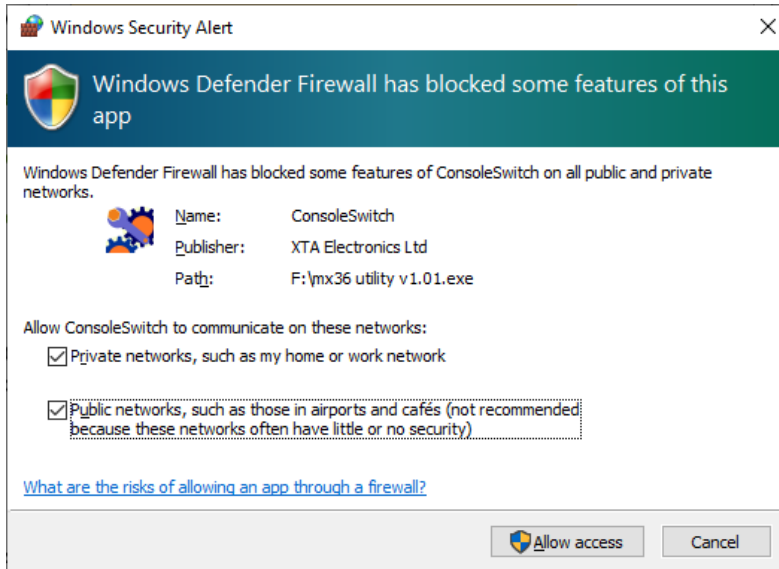 Windows Security Alert
Windows Defender Firewall has blocked some features of this
app
Windows Defender Firewall has blocked some features of ConsoleSwitch on all public and private
networks.
Name: ConsoleSwitch
Publisher: XTA Electronics Ltd
Path: F:\mx36 utility v1.01.exe
Allow ConsoleSwitch to communicate on these networks:
Private networks, such as my home or work network
Public networks, such as those in airports and cafés (not recommended
because these networks often have little or no security)
What are the risks of allowing an app through a firewall?
Allow access Cancel